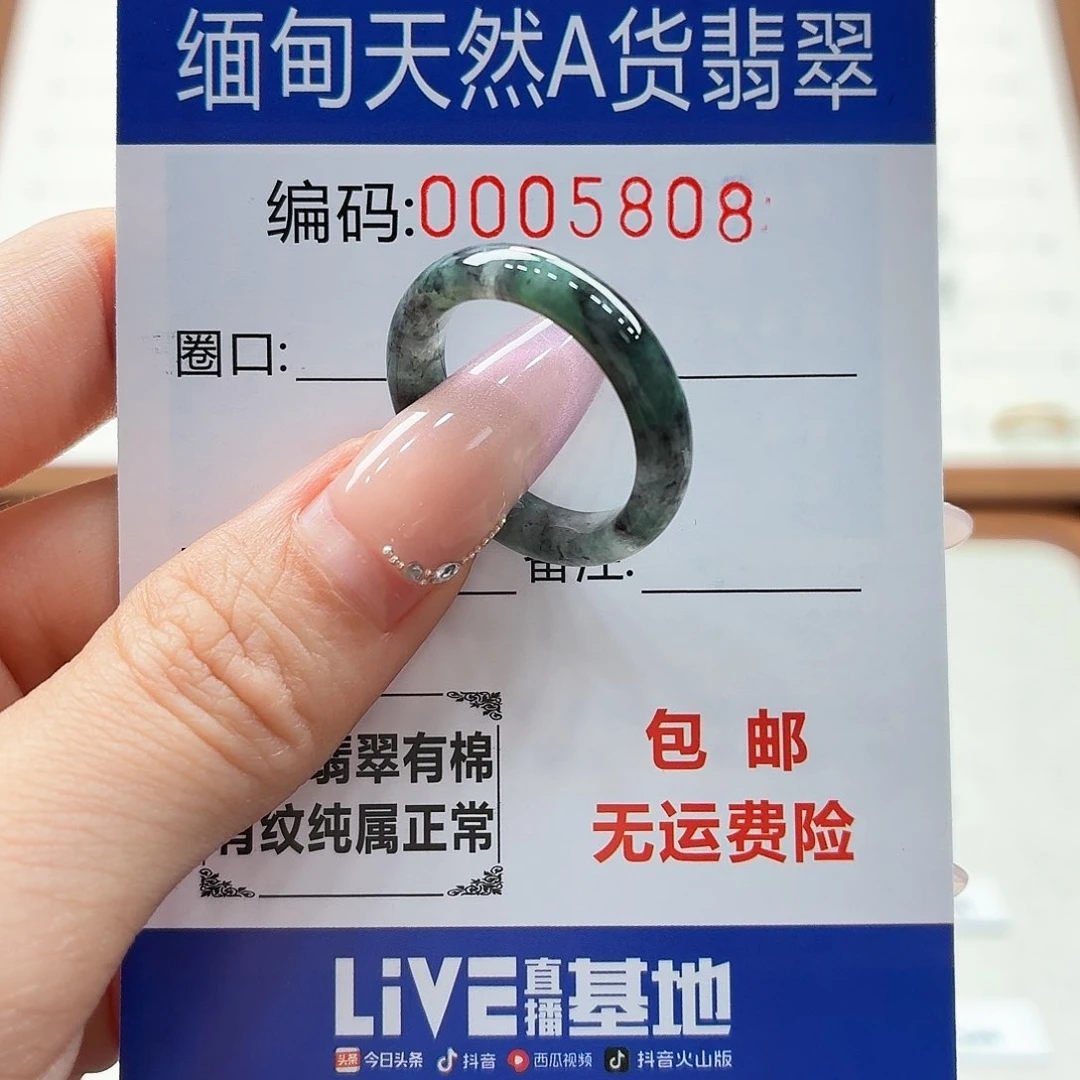 缅甸天然A货翡翠
编码:0005808
圈口:
备注:
翡翠有棉
有纹纯属正常
包 邮
无运费险
LiVE直播基地
头条 今日头条 抖音 西瓜视频 抖音火山版